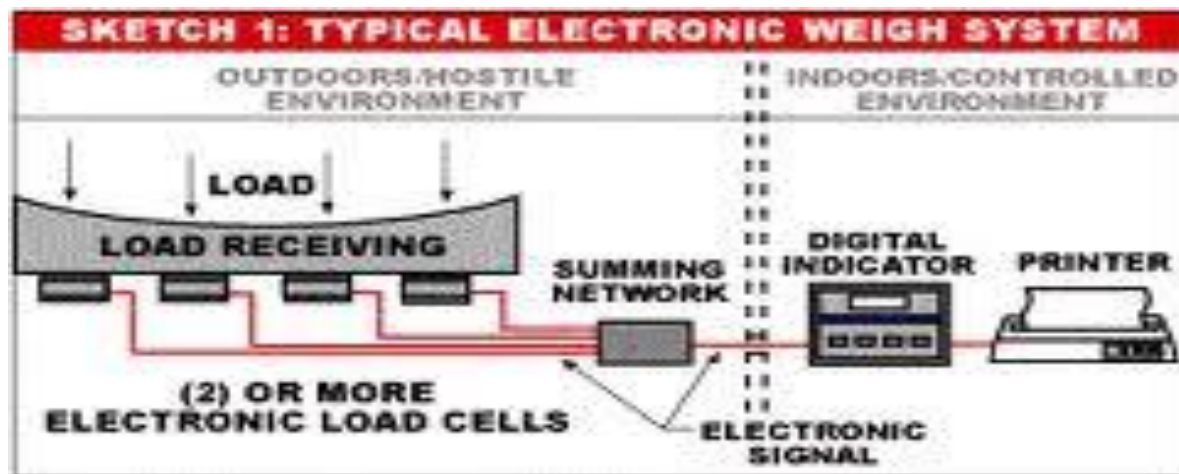 SKETCH 1: TYPICAL ELECTRONIC WEIGH SYSTEM
OUTDOORS/HOSTILE
ENVIRONMENT
INDOORS/CONTROLLED
ENVIRONMENT
LOAD
LOAD RECEIVING
SUMMING
NETWORK
DIGITAL
INDICATOR
PRINTER
(2) OR MORE
ELECTRONIC LOAD CELLS
ELECTRONIC
SIGNAL